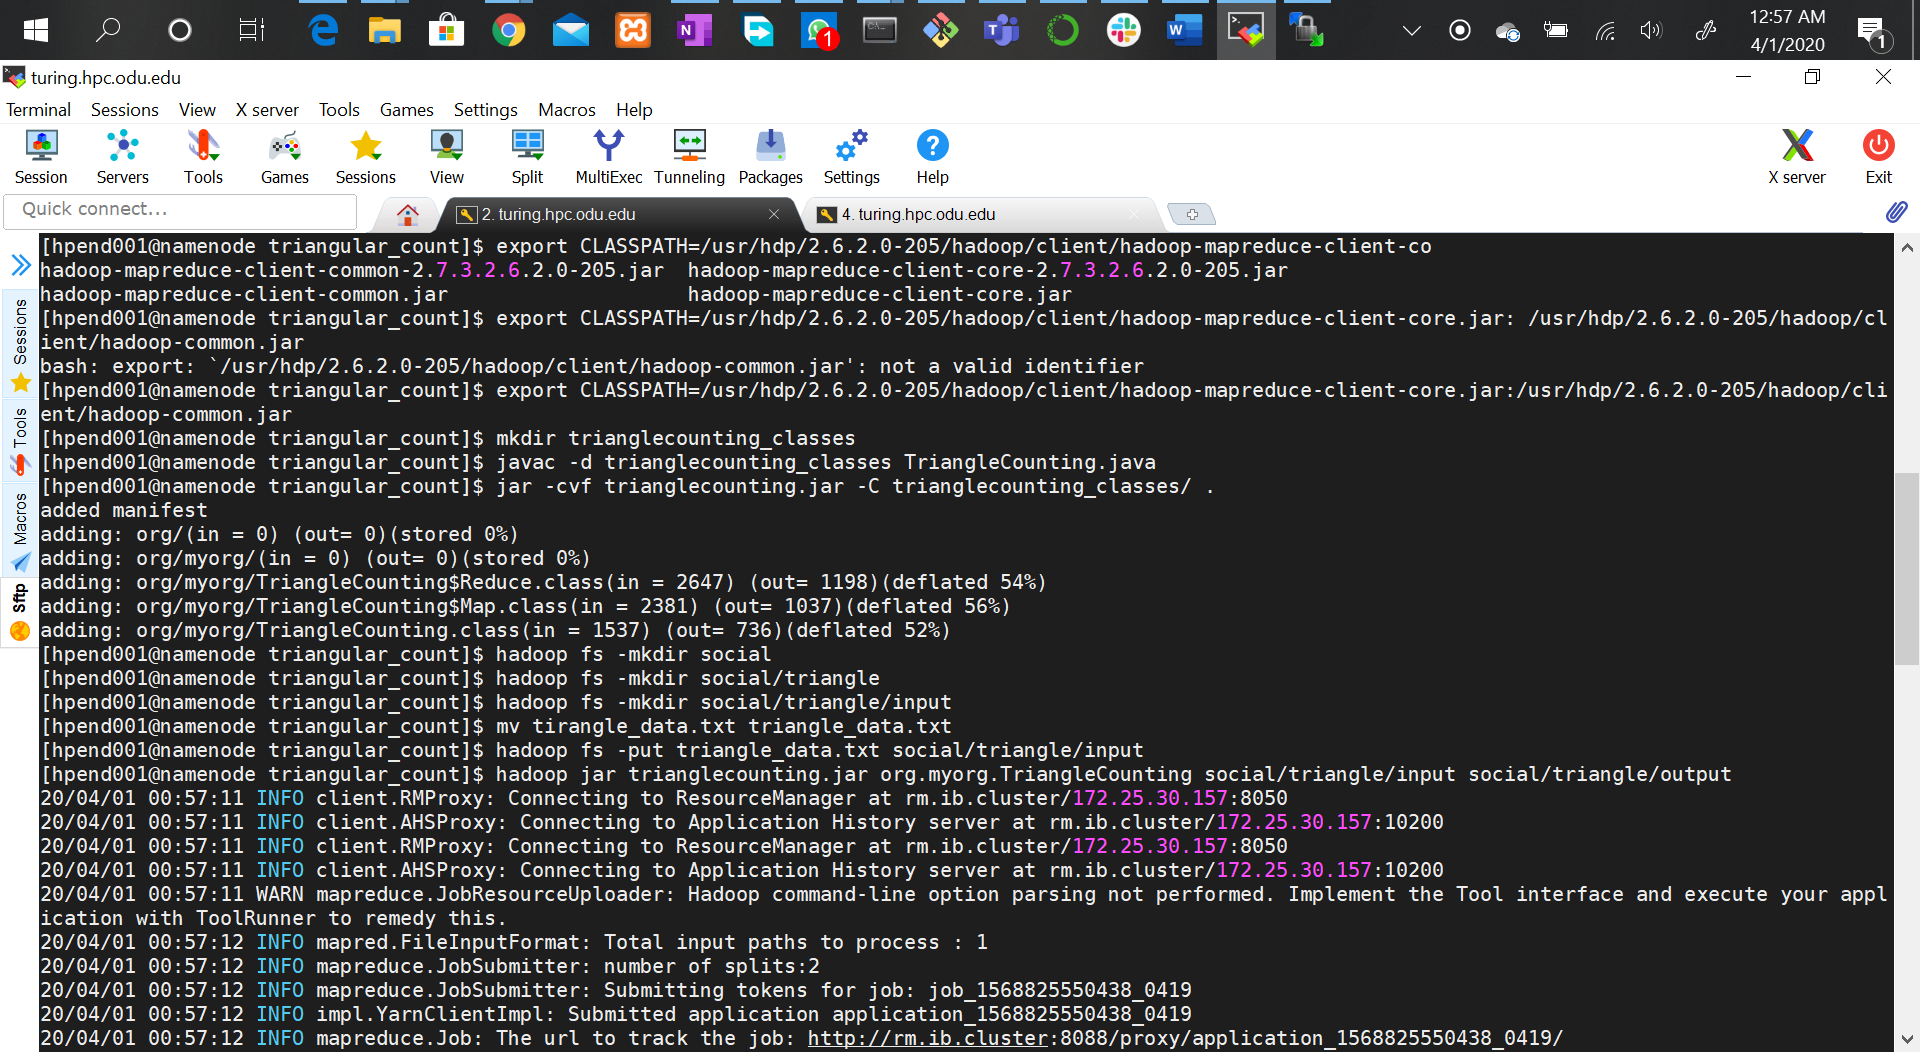 12:57 AM
4/1/2020
1
1
turing.hpc.odu.edu
Terminal Sessions View X server Tools Games Settings Macros Help
Session Servers Tools Games Sessions View Split MultiExec Tunneling Packages Settings Help X server Exit
Quick connect...
2. turing.hpc.odu.edu
4. turing.hpc.odu.edu
Sessions
Tools
Macros
Sftp
[hpend001@namenode triangular_count]$ export CLASSPATH=/usr/hdp/2.6.2.0-205/hadoop/client/hadoop-mapreduce-client-co
hadoop-mapreduce-client-common-2.7.3.2.6.2.0-205.jar  hadoop-mapreduce-client-core-2.7.3.2.6.2.0-205.jar
hadoop-mapreduce-client-common.jar                    hadoop-mapreduce-client-core.jar
[hpend001@namenode triangular_count]$ export CLASSPATH=/usr/hdp/2.6.2.0-205/hadoop/client/hadoop-mapreduce-client-core.jar: /usr/hdp/2.6.2.0-205/hadoop/cl
ient/hadoop-common.jar
bash: export: `/usr/hdp/2.6.2.0-205/hadoop/client/hadoop-common.jar': not a valid identifier
[hpend001@namenode triangular_count]$ export CLASSPATH=/usr/hdp/2.6.2.0-205/hadoop/client/hadoop-mapreduce-client-core.jar:/usr/hdp/2.6.2.0-205/hadoop/cli
ent/hadoop-common.jar
[hpend001@namenode triangular_count]$ mkdir trianglecounting_classes
[hpend001@namenode triangular_count]$ javac -d trianglecounting_classes TriangleCounting.java
[hpend001@namenode triangular_count]$ jar -cvf trianglecounting.jar -C trianglecounting_classes/ .
added manifest
adding: org/(in = 0) (out= 0)(stored 0%)
adding: org/myorg/(in = 0) (out= 0)(stored 0%)
adding: org/myorg/TriangleCounting$Reduce.class(in = 2647) (out= 1198)(deflated 54%)
adding: org/myorg/TriangleCounting$Map.class(in = 2381) (out= 1037)(deflated 56%)
adding: org/myorg/TriangleCounting.class(in = 1537) (out= 736)(deflated 52%)
[hpend001@namenode triangular_count]$ hadoop fs -mkdir social
[hpend001@namenode triangular_count]$ hadoop fs -mkdir social/triangle
[hpend001@namenode triangular_count]$ hadoop fs -mkdir social/triangle/input
[hpend001@namenode triangular_count]$ mv tirangle_data.txt triangle_data.txt
[hpend001@namenode triangular_count]$ hadoop fs -put triangle_data.txt social/triangle/input
[hpend001@namenode triangular_count]$ hadoop jar trianglecounting.jar org.myorg.TriangleCounting social/triangle/input social/triangle/output
20/04/01 00:57:11 INFO client.RMProxy: Connecting to ResourceManager at rm.ib.cluster/172.25.30.157:8050
20/04/01 00:57:11 INFO client.AHSProxy: Connecting to Application History server at rm.ib.cluster/172.25.30.157:10200
20/04/01 00:57:11 INFO client.RMProxy: Connecting to ResourceManager at rm.ib.cluster/172.25.30.157:8050
20/04/01 00:57:11 INFO client.AHSProxy: Connecting to Application History server at rm.ib.cluster/172.25.30.157:10200
20/04/01 00:57:11 WARN mapreduce.JobResourceUploader: Hadoop command-line option parsing not performed. Implement the Tool interface and execute your appl
ication with ToolRunner to remedy this.
20/04/01 00:57:12 INFO mapred.FileInputFormat: Total input paths to process : 1
20/04/01 00:57:12 INFO mapreduce.JobSubmitter: number of splits:2
20/04/01 00:57:12 INFO mapreduce.JobSubmitter: Submitting tokens for job: job_1568825550438_0419
20/04/01 00:57:12 INFO impl.YarnClientImpl: Submitted application application_1568825550438_0419
20/04/01 00:57:12 INFO mapreduce.Job: The url to track the job: http://rm.ib.cluster:8088/proxy/application_1568825550438_0419/